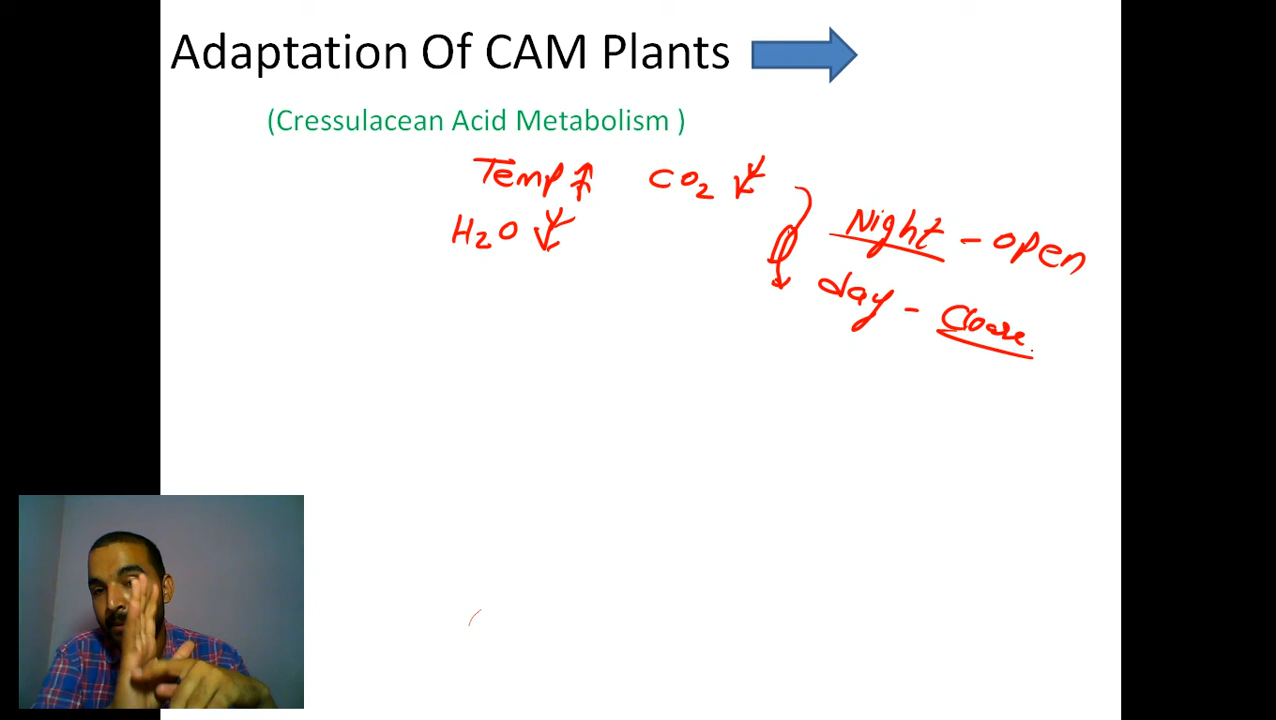 Adaptation Of CAM Plants
(Cressulacean Acid Metabolism )
Temp↑ CO₂ ↓
H₂O ↓
Night - open
day - Close